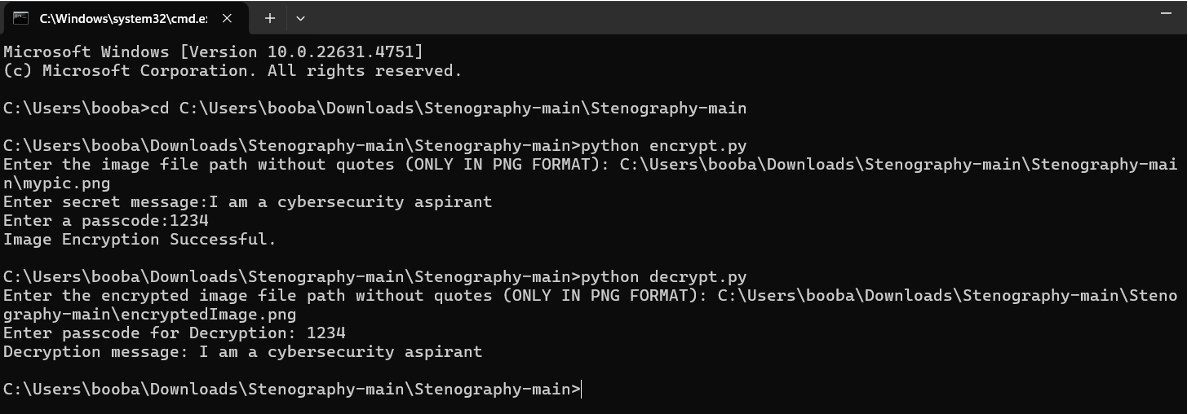 C:\Windows\system32\cmd.e
Microsoft Windows [Version 10.0.22631.4751]
(c) Microsoft Corporation. All rights reserved.
C:\Users\booba>cd C:\Users\booba\Downloads\Stenography-main\Stenography-main
C:\Users\booba\Downloads\Stenography-main\Stenography-main>python encrypt.py
Enter the image file path without quotes (ONLY IN PNG FORMAT): C:\Users\booba\Downloads\Stenography-main\Stenography-mai
n\mypic.png
Enter secret message:I am a cybersecurity aspirant
Enter a passcode:1234
Image Encryption Successful.
C:\Users\booba\Downloads\Stenography-main\Stenography-main>python decrypt.py
Enter the encrypted image file path without quotes (ONLY IN PNG FORMAT): C:\Users\booba\Downloads\Stenography-main\Steno
graphy-main\encryptedImage.png
Enter passcode for Decryption: 1234
Decryption message: I am a cybersecurity aspirant
C:\Users\booba\Downloads\Stenography-main\Stenography-main>